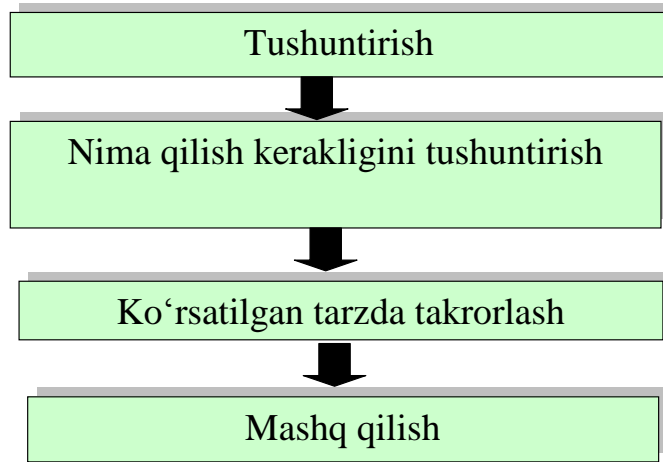 Tushuntirish
Nima qilish kerakligini tushuntirish
Ko‘rsatilgan tarzda takrorlash
Mashq qilish